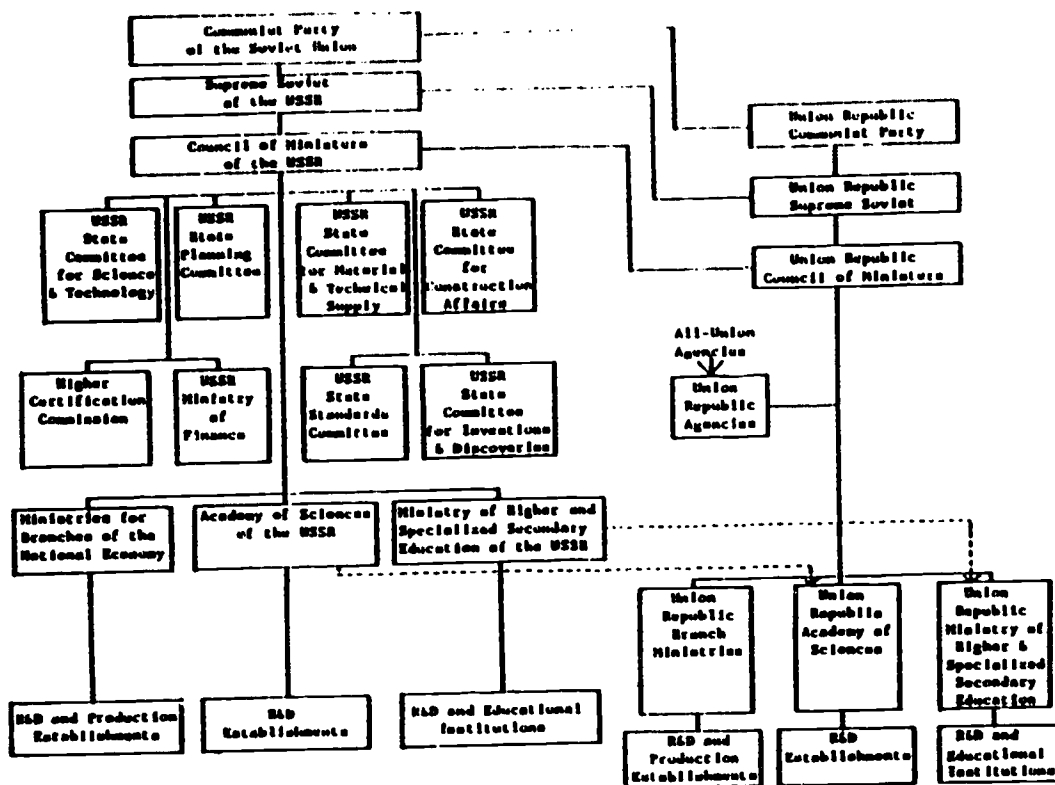 Communist Party
of the Soviet Union
Supreme Soviet
of the USSR
Council of Ministers
of the USSR
Union Republic
Communist Party
Union Republic
Supreme Soviet
Union Republic
Council of Ministers
USSR
State
Committee
for Science
& Technology
USSR
State
Planning
Committee
USSR
State
Committee
for Material
& Technical
Supply
USSR
State
Committee
for
Construction
Affairs
All-Union
Agencies
Union
Republic
Agencies
Higher
Certification
Commission
USSR
Ministry
of
Finance
USSR
State
Standards
Committee
USSR
State
Committee
for Inventions
& Discoveries
Ministries for
Branches of the
National Economy
Academy of Sciences
of the USSR
Ministry of Higher and
Specialized Secondary
Education of the USSR
Union
Republic
Branch
Ministries
Union
Republic
Academy of
Sciences
Union
Republic
Ministry of
Higher &
Specialized
Secondary
Education
R&D and Production
Establishments
R&D
Establishments
R&D and Educational
Institutions
R&D and
Production
Establishments
R&D
Establishments
R&D and
Educational
Institutions